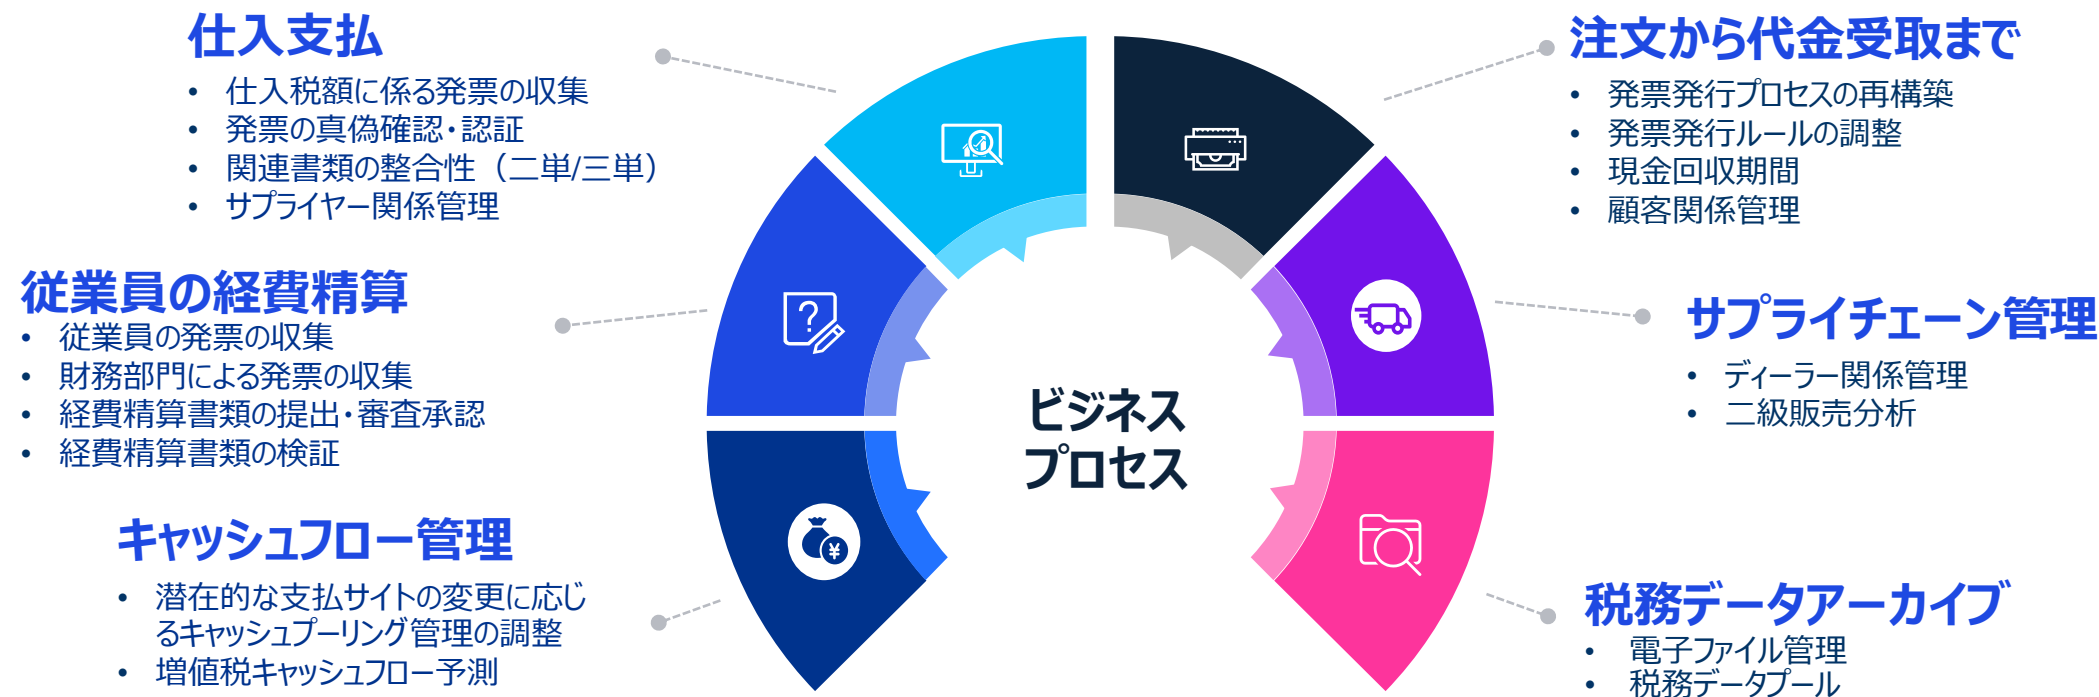 仕入支払
• 仕入税額に係る発票の収集
• 発票の真偽確認・認証
• 関連書類の整合性（二単/三単）
• サプライヤー関係管理
従業員の経費精算
• 従業員の発票の収集
• 財務部門による発票の収集
• 経費精算書類の提出・審査承認
• 経費精算書類の検証
キャッシュフロー管理
• 潜在的な支払サイトの変更に応じ
るキャッシュプーリング管理の調整
• 増値税キャッシュフロー予測
ビジネス
プロセス
¥
?
注文から代金受取まで
• 発票発行プロセスの再構築
• 発票発行ルールの調整
• 現金回収期間
• 顧客関係管理
サプライチェーン管理
• ディーラー関係管理
• 二級販売分析
税務データアーカイブ
• 電子ファイル管理
• 税務データプール